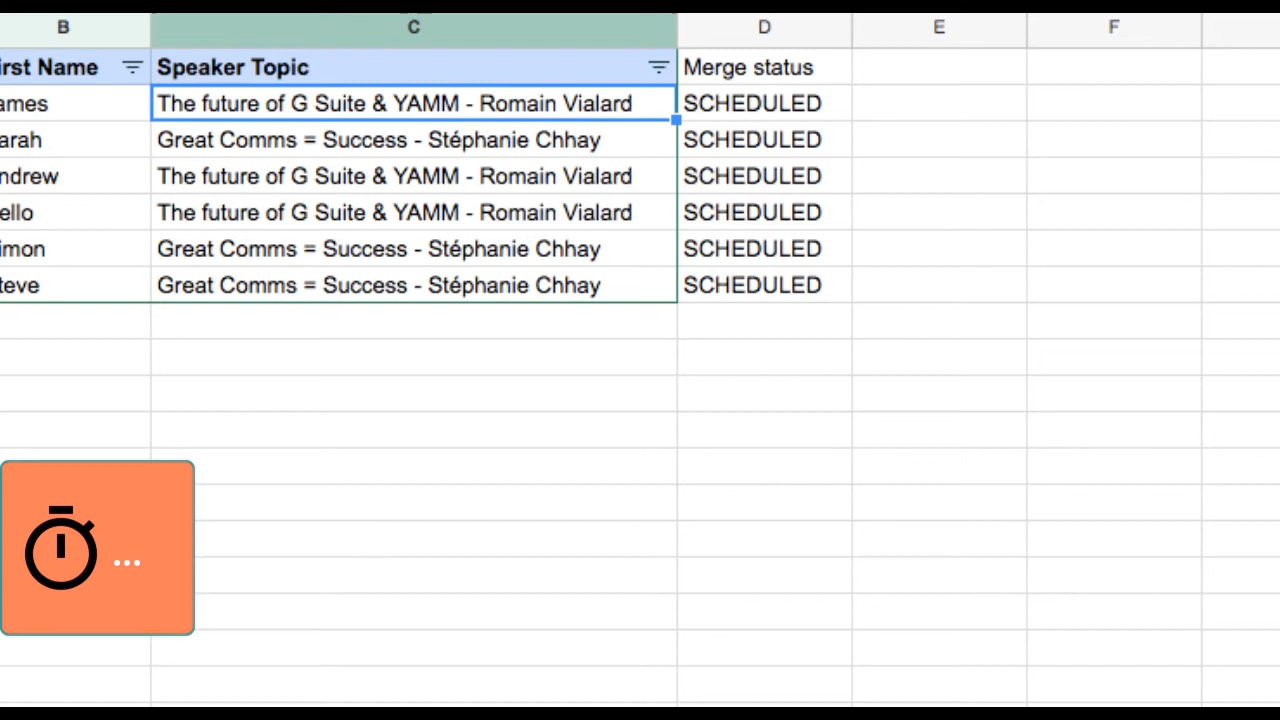 B C D E F
irst Name Speaker Topic Merge status
ames The future of G Suite & YAMM - Romain Vialard SCHEDULED
arah Great Comms = Success - Stéphanie Chhay SCHEDULED
ndrew The future of G Suite & YAMM - Romain Vialard SCHEDULED
ello The future of G Suite & YAMM - Romain Vialard SCHEDULED
imon Great Comms = Success - Stéphanie Chhay SCHEDULED
teve Great Comms = Success - Stéphanie Chhay SCHEDULED
...